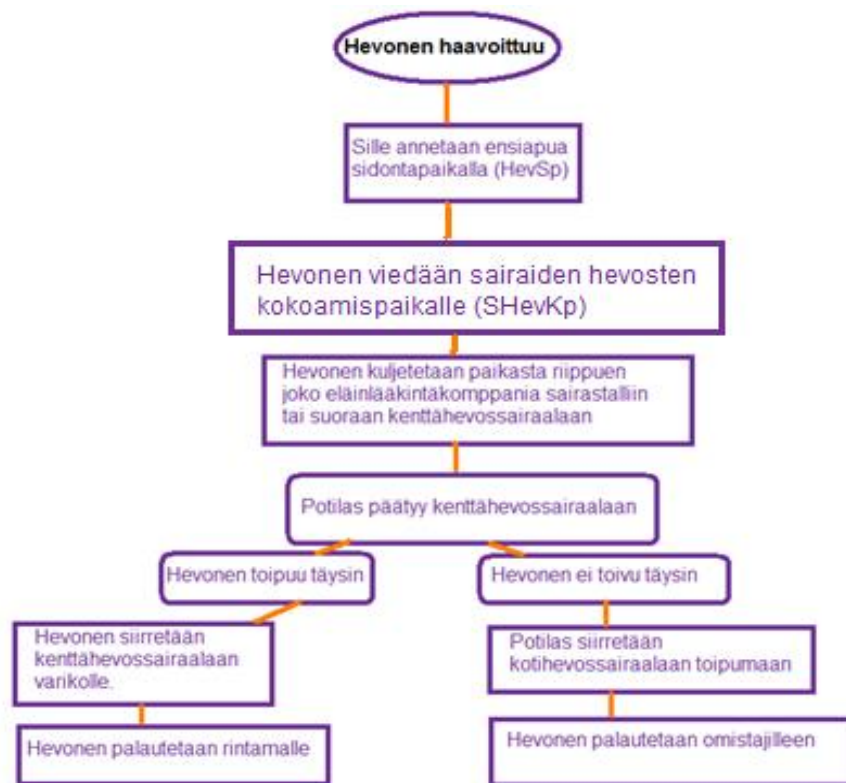 Hevonen haavoittuu
Sille annetaan ensiapua
sidontapaikalla (HevSp)
Hevonen viedään sairaiden hevosten
kokoamispaikalle (SHevKp)
Hevonen kuljetetaan paikasta riippuen
joko eläinlääkintäkomppania sairastalliin
tai suoraan kenttähevossairaalaan
Potilas päätyy kenttähevossairaalaan
Hevonen toipuu täysin
Hevonen ei toivu täysin
Hevonen siirretään
kenttähevossairaalaan
varikolle.
Potilas siirretään
kotihevossairaalaan toipumaan
Hevonen palautetaan rintamalle
Hevonen palautetaan omistajilleen